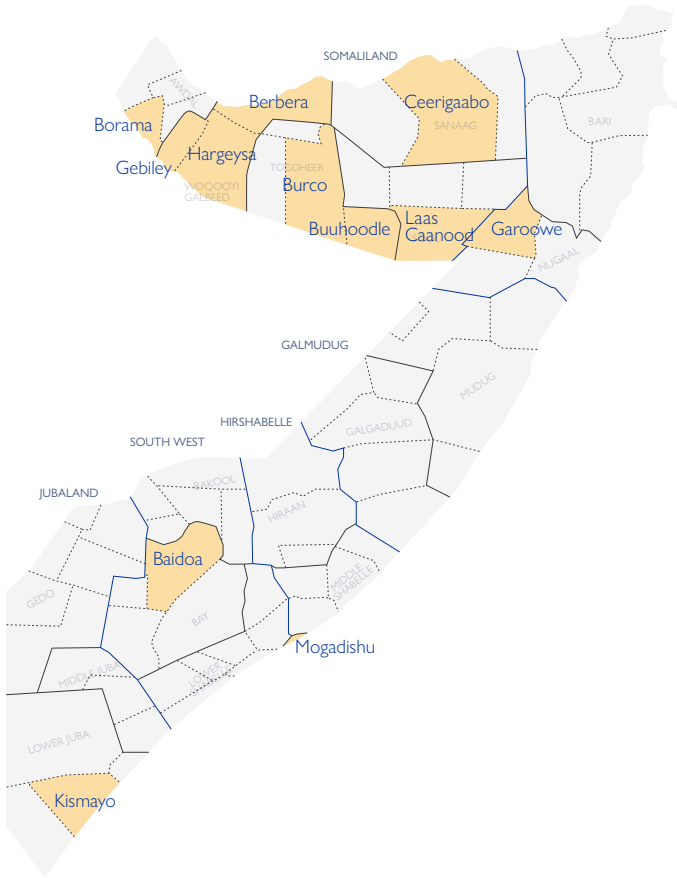 SOMALILAND
AWDAL
Berbera
Ceerigaabo
Borama
SANAAG
BARI
Hargeysa
Gebiley
TOGDHEER
WOQOOYI
GALBEED
Burco
Buuhoodle
Laas
Caanood
Garoowe
NUGAAL
GALMUDUG
MUDUG
HIRSHABELLE
GALGADUUD
SOUTH WEST
BAKOOL
JUBALAND
HIRAAN
Baidoa
MIDDLE
SHABELLE
GEDO
BAY
Mogadishu
MIDDLE JUBA
LOWER
LOWER JUBA
Kismayo